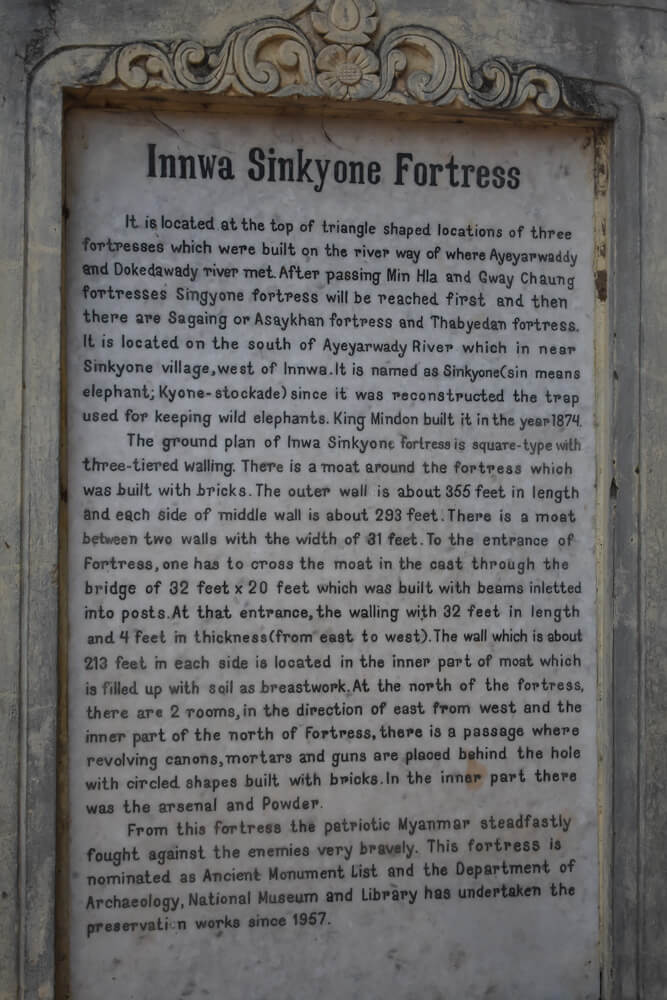 Innwa Sinkyone Fortress
It is located at the top of triangle shaped locations of three
fortresses which were built on the river way of where Ayeyarwaddy
and Dokedawady river met. After passing Min Hla and Gway Chaung
fortresses Singyone fortress will be reached first and then
there are Sagaing or Asaykhan fortress and Thabyedan fortress.
It is located on the south of Ayeyarwady River which in near
Sinkyone village, west of Innwa. It is named as Sinkyone(sin means
elephant; Kyone-stockade) since it was reconstructed the trap
used for keeping wild elephants. King Mindon built it in the year 1874.
The ground plan of Inwa Sinkyone fortress is square-type with
three-tiered walling. There is a moat around the fortress which
was built with bricks. The outer wall is about 355 feet in length
and each side of middle wall is about 293 feet. There is a moat
between two walls with the width of 31 feet. To the entrance of
Fortress, one has to cross the moat in the east through the
bridge of 32 feet x 20 feet which was built with beams inletted
into posts. At that entrance, the walling with 32 feet in length
and 4 feet in thickness(from east to west). The wall which is about
213 feet in each side is located in the inner part of moat which
is filled up with soil as breastwork. At the north of the fortress,
there are 2 rooms, in the direction of east from west and the
inner part of the north of Fortress, there is a passage where
revolving canons, mortars and guns are placed behind the hole
with circled shapes built with bricks. In the inner part there
was the arsenal and Powder.
From this fortress the patriotic Myanmar steadfastly
fought against the enemies very bravely. This fortress is
nominated as Ancient Monument List and the Department of
Archaeology, National Museum and Library has undertaken the
preservation works since 1957.